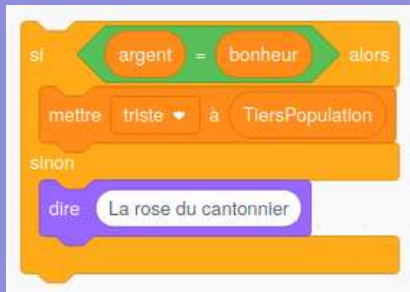 si argent = bonheur alors
mettre triste à TiersPopulation
sinon
dire La rose du cantonnier